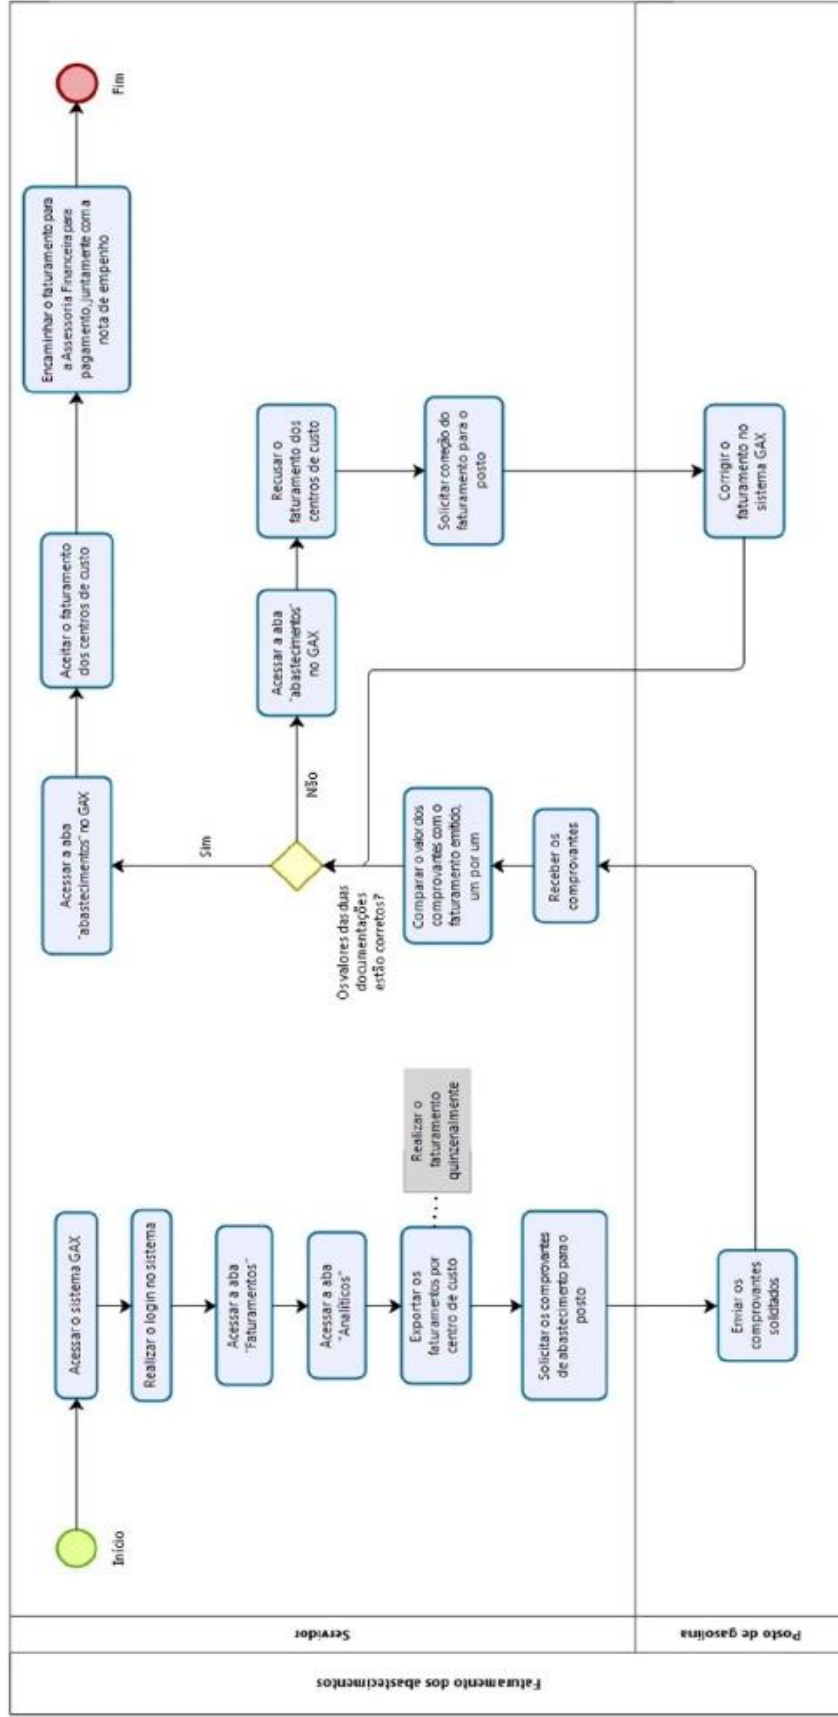 Faturamento dos abastecimentos
Servidor
Posto de gasolina
Início
Acessar o sistema GAX
Realizar o login no sistema
Acessar a aba
"Faturamentos"
Acessar a aba
"Analíticos"
Exportar os
faturamentos por
centro de custo
Realizar o
faturamento
quinzenalmente
Solicitar os comprovantes
de abastecimento para o
posto
Enviar os
comprovantes
solicitados
Receber os
comprovantes
Comparar o valor dos
comprovantes com o
faturamento emitido,
um por um
Os valores das duas
documentações
estão corretos?
Sim
Não
Acessar a aba
"abastecimentos" no GAX
Aceitar o faturamento
dos centros de custo
Encaminhar o faturamento para
a Assessoria Financeira para
pagamento, juntamente com a
nota de empenho
Fim
Acessar a aba
"abastecimentos"
no GAX
Recusar o
faturamento dos
centros de custo
Solicitar correção do
faturamento para o
posto
Corrigir o
faturamento no
sistema GAX